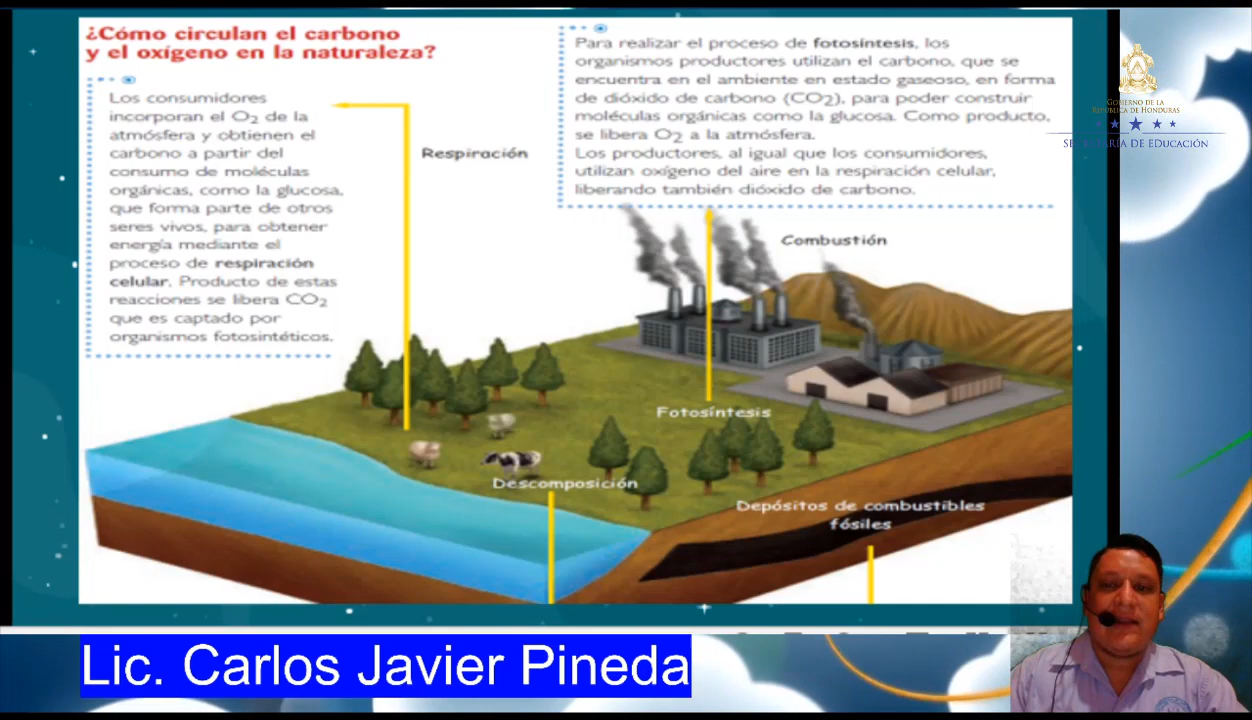 ¿Cómo circulan el carbono
y el oxígeno en la naturaleza?
Los consumidores
incorporan el O2 de la
atmósfera y obtienen el
carbono a partir del
consumo de moléculas
orgánicas, como la glucosa,
que forma parte de otros
seres vivos, para obtener
energía mediante el
proceso de respiración
celular. Producto de estas
reacciones se libera CO2
que es captado por
organismos fotosintéticos.
Respiración
Para realizar el proceso de fotosíntesis, los
organismos productores utilizan el carbono, que se
encuentra en el ambiente en estado gaseoso, en forma
de dióxido de carbono (CO2), para poder construir
moléculas orgánicas como la glucosa. Como producto,
se libera O2 a la atmósfera.
Los productores, al igual que los consumidores,
utilizan oxígeno del aire en la respiración celular,
liberando también dióxido de carbono.
GOBIERNO DE LA
REPÚBLICA DE HONDURAS
SECRETARÍA DE EDUCACIÓN
Combustión
Fotosíntesis
Descomposición
Depósitos de combustibles
fósiles
Lic. Carlos Javier Pineda